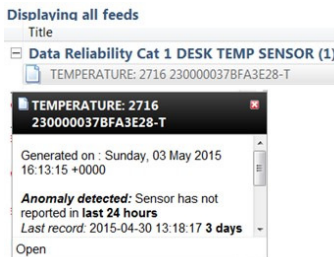 Displaying all feeds
Title
Data Reliability Cat 1 DESK TEMP SENSOR (1)
TEMPERATURE: 2716 230000037BFA3E28-T
TEMPERATURE: 2716
230000037BFA3E28-T
Generated on : Sunday, 03 May 2015
16:13:15 +0000
Anomaly detected: Sensor has not
reported in last 24 hours
Last record: 2015-04-30 13:18:17 3 days
Open